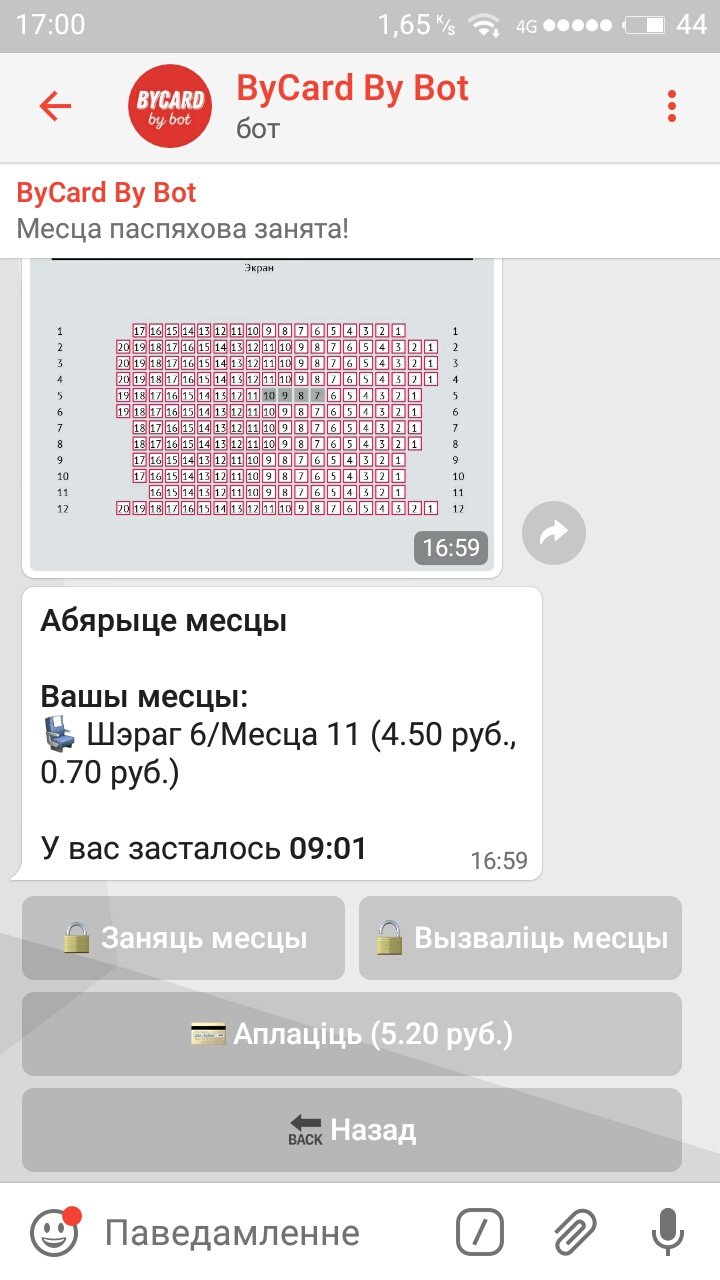 17:00
1,65 К/s 4G 44
BYCARD
by bot
ByCard By Bot
бот
ByCard By Bot
Месца паспяхова занята!
Экран
1 17 16 15 14 13 12 11 10 9 8 7 6 5 4 3 2 1 1
2 20 19 18 17 16 15 14 13 12 11 10 9 8 7 6 5 4 3 2 1 2
3 20 19 18 17 16 15 14 13 12 11 10 9 8 7 6 5 4 3 2 1 3
4 20 19 18 17 16 15 14 13 12 11 10 9 8 7 6 5 4 3 2 1 4
5 19 18 17 16 15 14 13 12 11 10 9 8 7 6 5 4 3 2 1 5
6 19 18 17 16 15 14 13 12 11 10 9 8 7 6 5 4 3 2 1 6
7 18 17 16 15 14 13 12 11 10 9 8 7 6 5 4 3 2 1 7
8 18 17 16 15 14 13 12 11 10 9 8 7 6 5 4 3 2 1 8
9 17 16 15 14 13 12 11 10 9 8 7 6 5 4 3 2 1 9
10 17 16 15 14 13 12 11 10 9 8 7 6 5 4 3 2 1 10
11 16 15 14 13 12 11 10 9 8 7 6 5 4 3 2 1 11
12 20 19 18 17 16 15 14 13 12 11 10 9 8 7 6 5 4 3 2 1 12
16:59
Абярыце месцы
Вашы месцы:
Шэраг 6/Месца 11 (4.50 руб.,
0.70 руб.)
У вас засталось 09:01
16:59
Заняць месцы
Вызваліць месцы
Аплаціць (5.20 руб.)
BACK Назад
Паведамленне